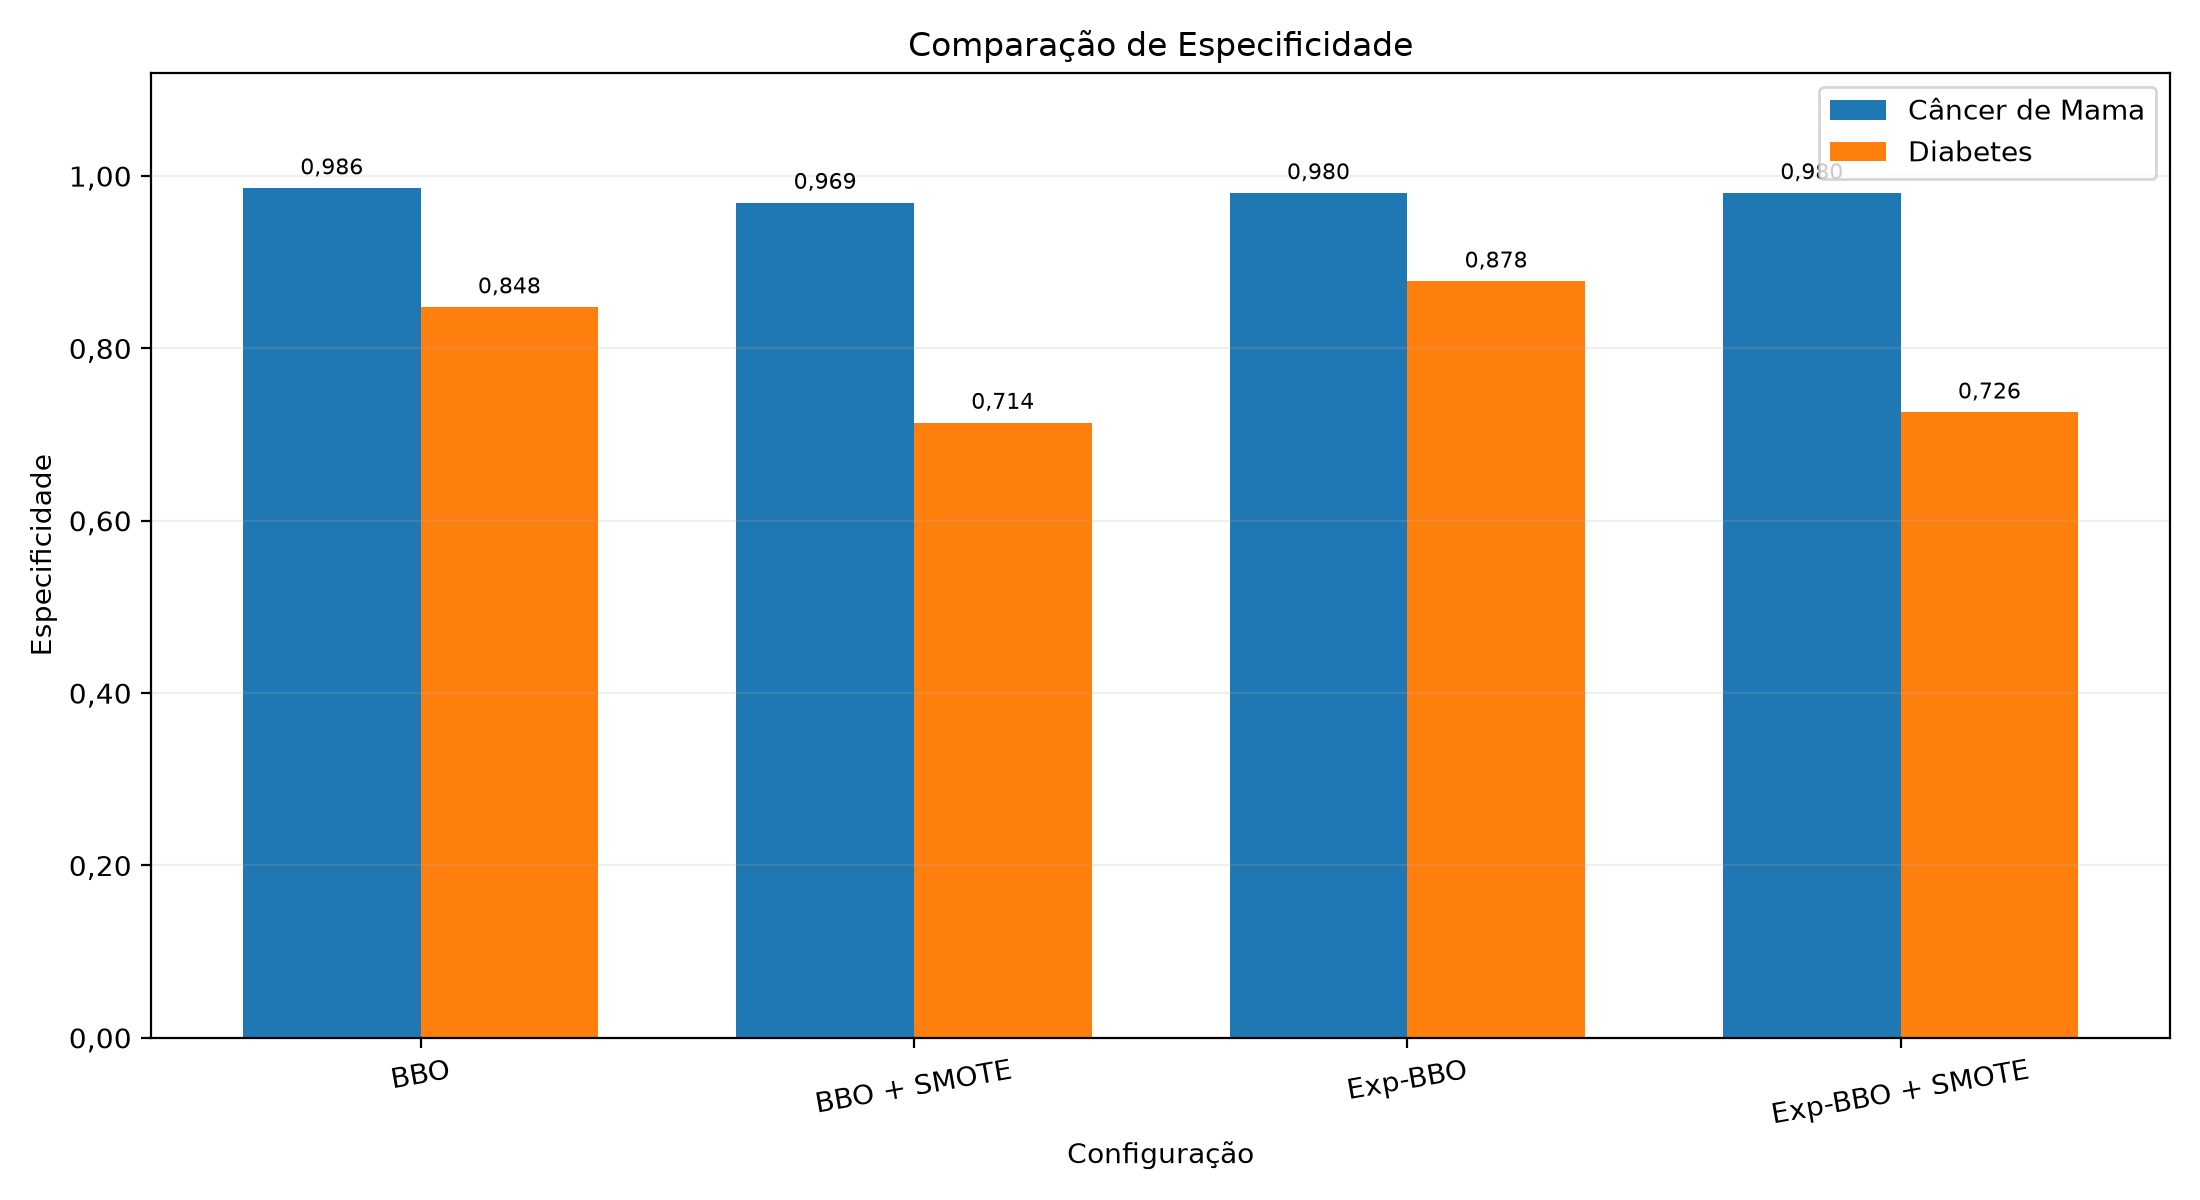 Comparação de Especificidade
Câncer de Mama
Diabetes
Especificidade
1,00
0,80
0,60
0,40
0,20
0,00
0,986
0,848
0,969
0,714
0,980
0,878
0,980
0,726
BBO
BBO + SMOTE
Exp-BBO
Exp-BBO + SMOTE
Configuração